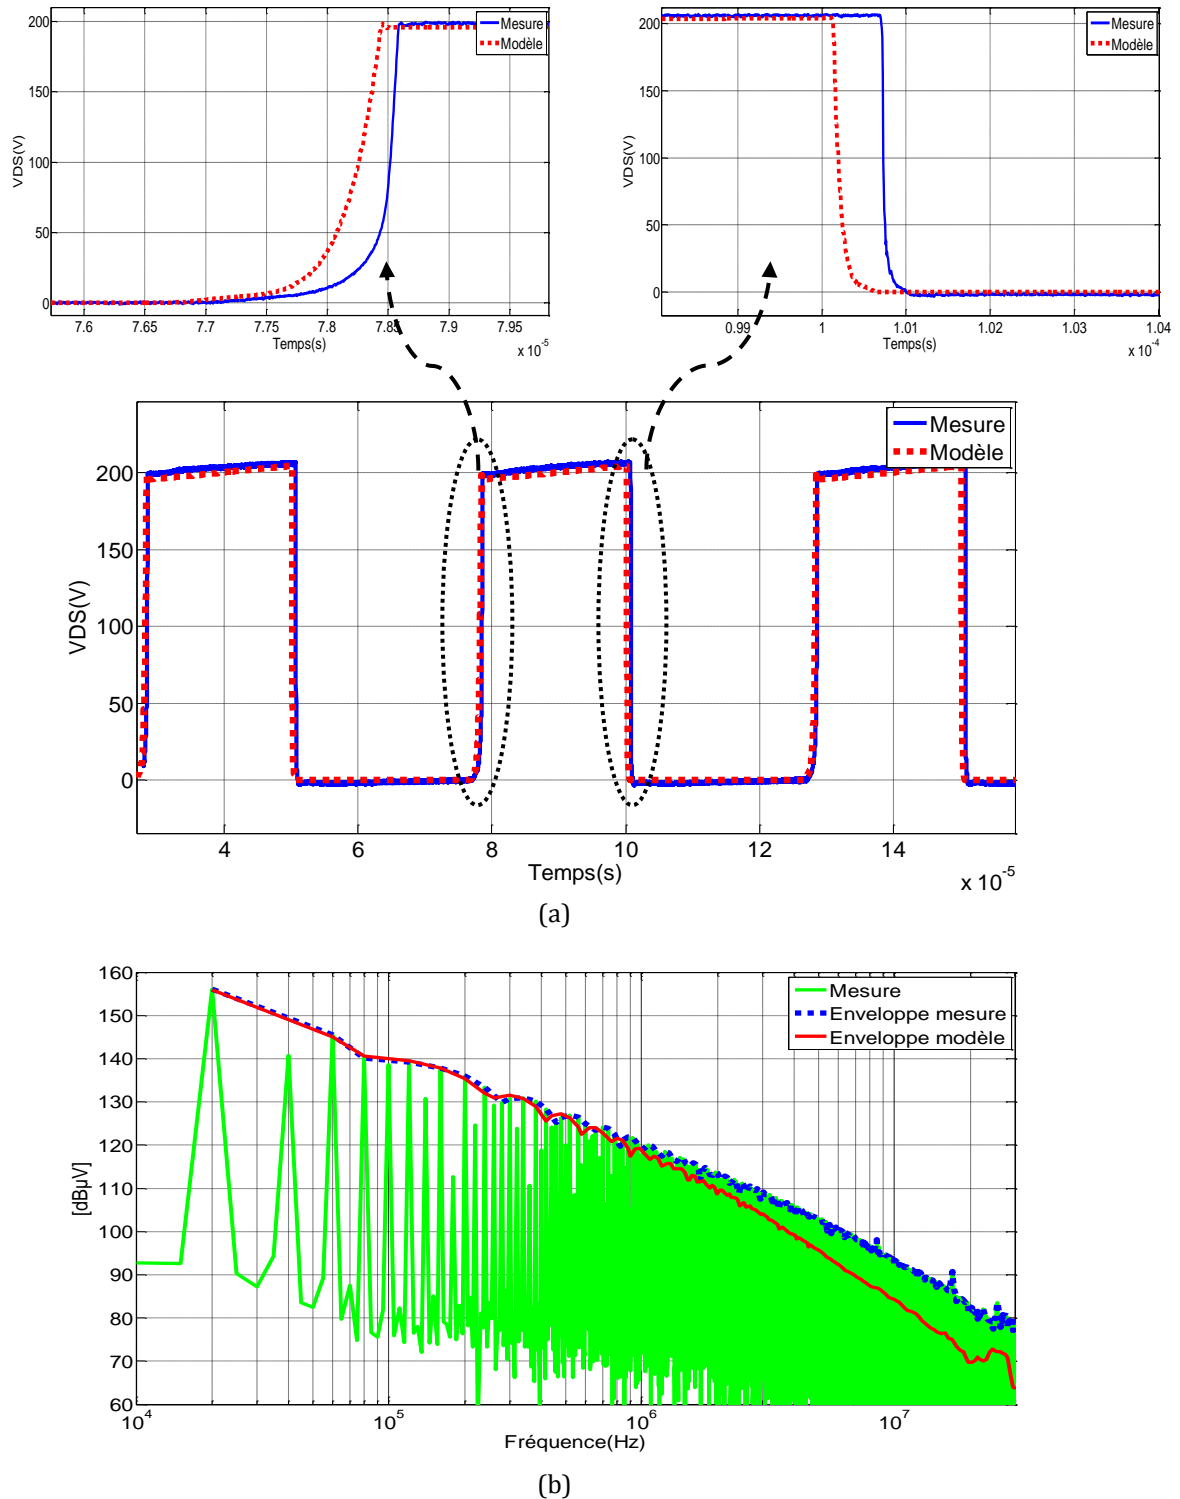 200
150
100
50
0
VDS(V)
7.6
7.65
7.7
7.75
7.8
7.85
7.9
7.95
Temps(s)
x 10-5
Mesure
Modèle
200
150
100
50
0
VDS(V)
0.99
1
1.01
1.02
1.03
1.04
Temps(s)
x 10-4
Mesure
Modèle
200
150
100
50
0
VDS(V)
4
6
8
10
12
14
Temps(s)
x 10-5
Mesure
Modèle
(a)
160
150
140
130
120
110
100
90
80
70
60
[dBµV]
10^4
10^5
10^6
10^7
Fréquence(Hz)
Mesure
Enveloppe mesure
Enveloppe modèle
(b)